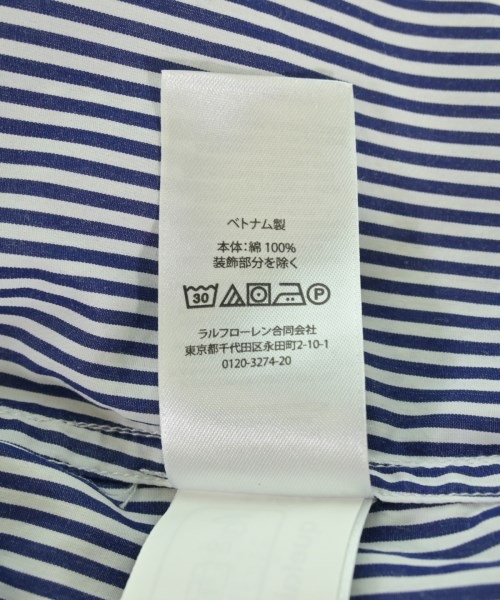 ベトナム製
本体：綿 100%
装飾部分を除く
30 P
ラルフローレン合同会社
東京都千代田区永田町2-10-1
0120-3274-20